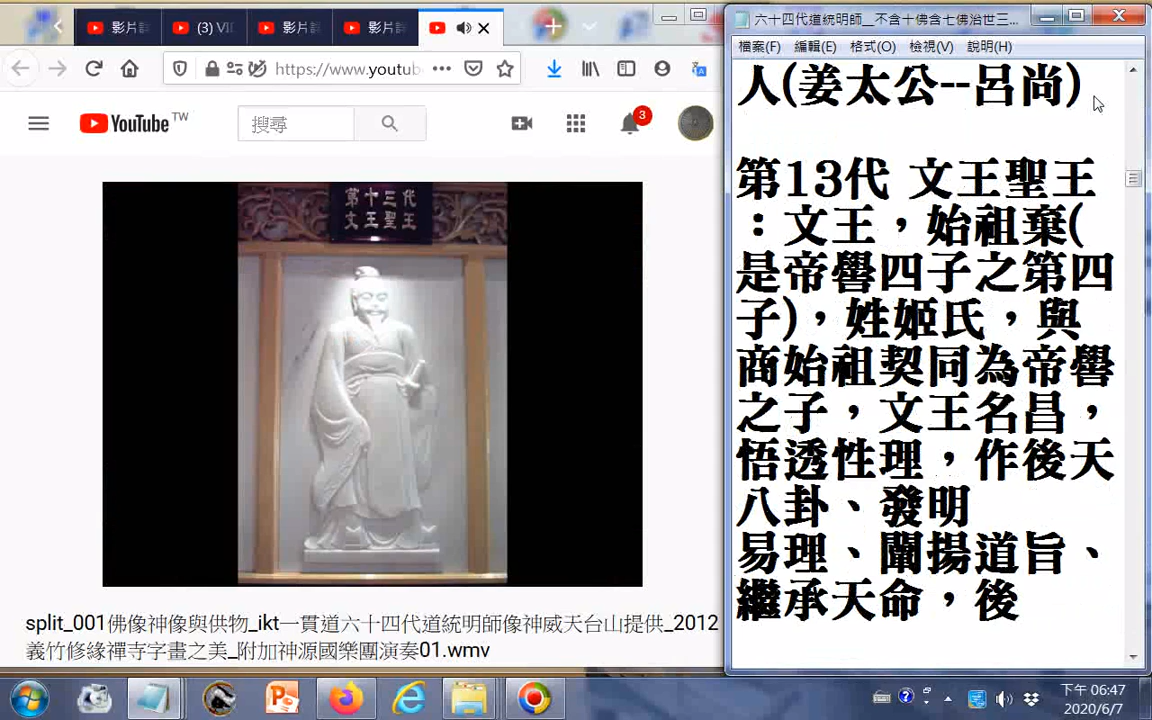 影片
(3) VI
影片
影片
六十四代道統明師__不含十佛含七佛治世三...
https://www.youtub
檔案(F) 編輯(E) 格式(O) 檢視(V) 說明(H)
YouTube TW
搜尋
3
第十三代
文王聖王
人(姜太公--呂尚)
第13代 文王聖王
：文王，始祖棄(
是帝嚳四子之第四
子)，姓姬氏，與
商始祖契同為帝嚳
之子，文王名昌，
悟透性理，作後天
八卦、發明
易理、闡揚道旨、
繼承天命，後
split_001佛像神像與供物_ikt一貫道六十四代道統明師像神威天台山提供_2012
義竹修緣禪寺字畫之美_附加神源國樂團演奏01.wmv
下午 06:47
2020/6/7